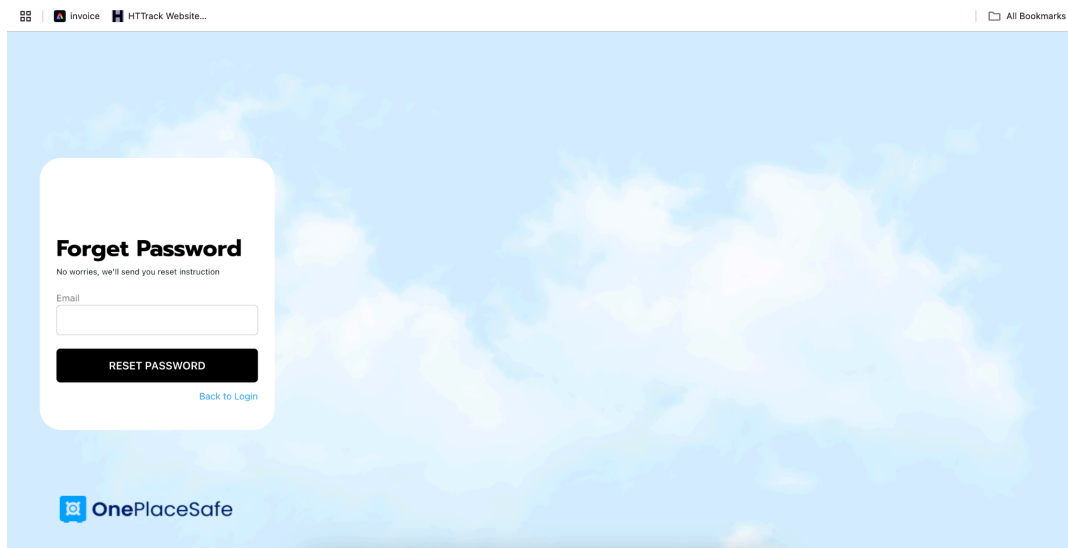 invoice HTTrack Website... All Bookmarks
Forget Password
No worries, we'll send you reset instruction
Email
RESET PASSWORD
Back to Login
OnePlaceSafe